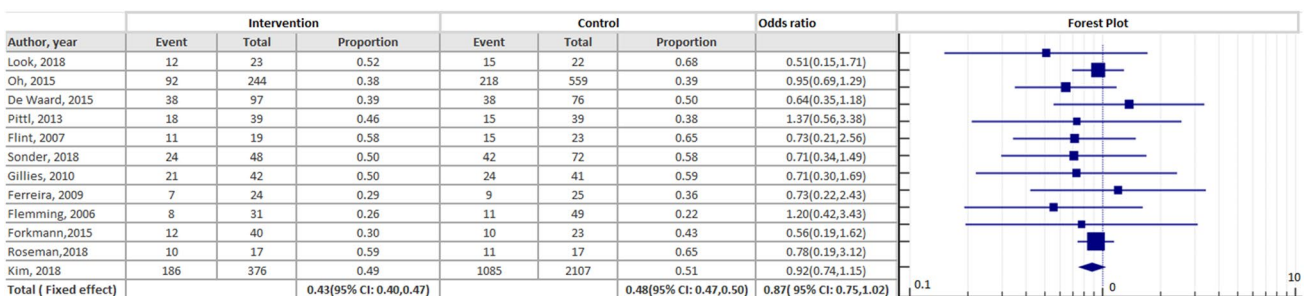 Intervention Control Odds ratio Forest Plot
Author, year Event Total Proportion Event Total Proportion
Look, 2018 12 23 0.52 15 22 0.68 0.51(0.15,1.71)
Oh, 2015 92 244 0.38 218 559 0.39 0.95(0.69,1.29)
De Waard, 2015 38 97 0.39 38 76 0.50 0.64(0.35,1.18)
Pittl, 2013 18 39 0.46 15 39 0.38 1.37(0.56,3.38)
Flint, 2007 11 19 0.58 15 23 0.65 0.73(0.21,2.56)
Sonder, 2018 24 48 0.50 42 72 0.58 0.71(0.34,1.49)
Gillies, 2010 21 42 0.50 24 41 0.59 0.71(0.30,1.69)
Ferreira, 2009 7 24 0.29 9 25 0.36 0.73(0.22,2.43)
Flemming, 2006 8 31 0.26 11 49 0.22 1.20(0.42,3.43)
Forkmann,2015 12 40 0.30 10 23 0.43 0.56(0.19,1.62)
Roseman,2018 10 17 0.59 11 17 0.65 0.78(0.19,3.12)
Kim, 2018 186 376 0.49 1085 2107 0.51 0.92(0.74,1.15)
Total ( Fixed effect) 0.43(95% CI: 0.40,0.47) 0.48(95% CI: 0.47,0.50) 0.87( 95% CI: 0.75,1.02)
0.1 0 10